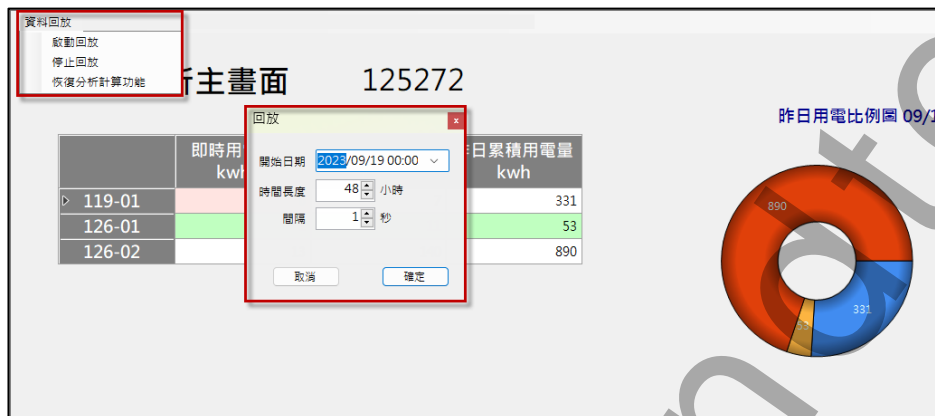 資料回放
啟動回放
停止回放
恢復分析計算功能
析主畫面 125272
昨日用電比例圖 09/1
回放
x
即時用
kwh
日累積用電量
kwh
開始日期 2023/09/19 00:00
時間長度 48 小時
間隔 1 秒
取消 確定
119-01 331
126-01 53
126-02 890
890
331
53